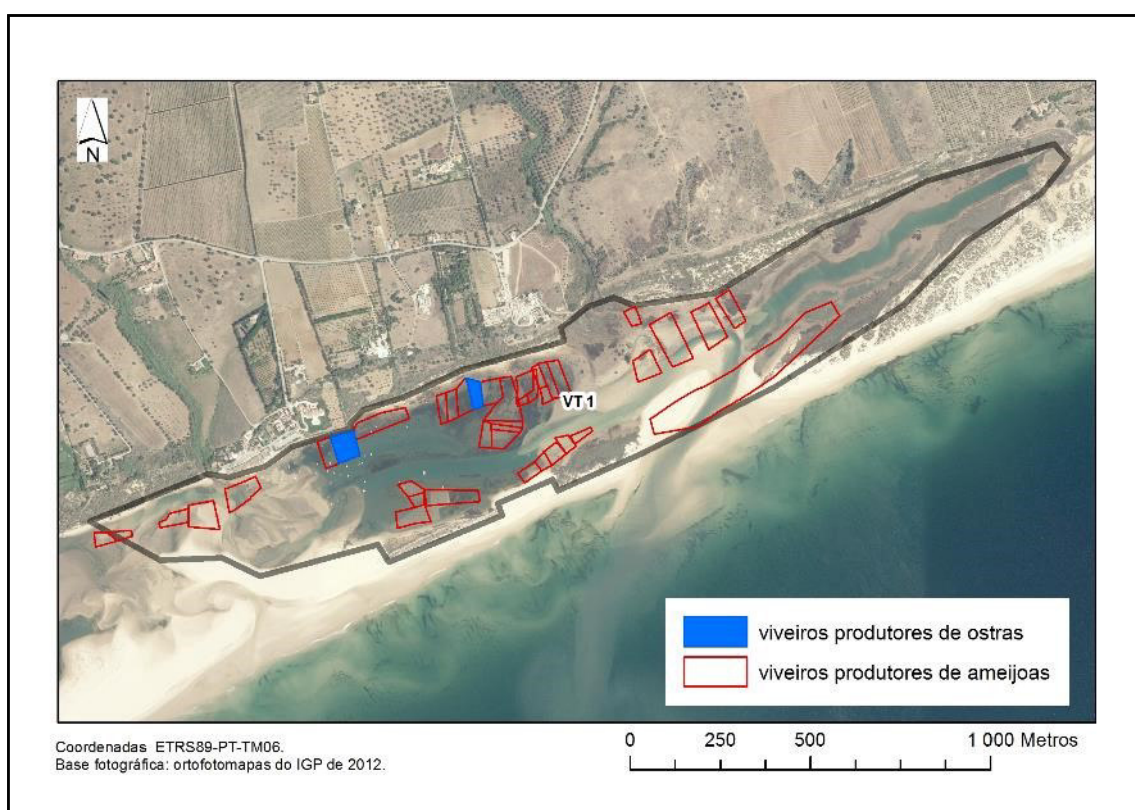 N
VT 1
viveiros produtores de ostras
viveiros produtores de ameijoas
Coordenadas ETRS89-PT-TM06.
Base fotográfica: ortofotomapas do IGP de 2012.
0 250 500 1 000 Metros